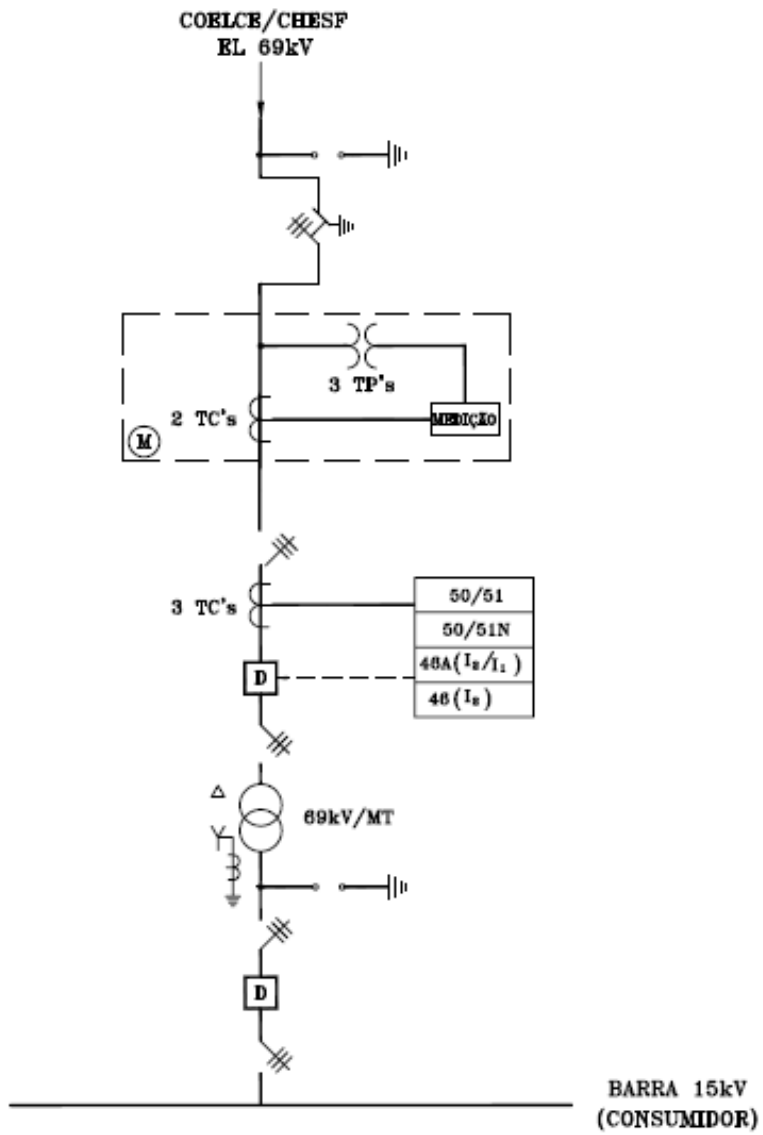 COELCE/CHESF
EL 69kV
3 TP's
2 TC's
MEDIÇÃO
M
3 TC's
50/51
50/51N
46A(I₂/I₁)
46(I₂)
D
69kV/MT
D
BARRA 15kV
(CONSUMIDOR)